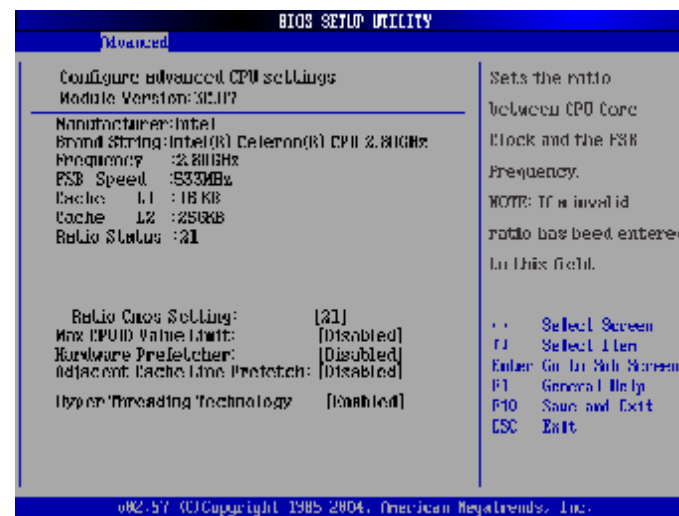 BIOS SETUP UTILITY
Advanced
Configure advanced CPU settings
Module Version:
Manufacturer:Intel
Brand String:Intel(R) Celeron(R) CPU 2.80GHz
Frequency :2.80GHz
FSB Speed :533MHz
Cache L1 :16 KB
Cache L2 :256KB
Ratio Status :21
Ratio Cmos Setting: [21]
Max CPUID Value Limit: [Disabled]
Hardware Prefetcher: [Disabled]
Adjacent Cache Line Prefetch: [Disabled]
Hyper Threading Technology [Enabled]
Sets the ratio
between CPU Core
Clock and the FSB
Frequency.
NOTE: If a invalid
ratio has beed entere
in this field.
Select Screen
Select Item
Enter Go to Sub Screen
F1 General Help
F10 Save and Exit
ESC Exit
v02.57 (C)Copyright 1985 2004, American Megatrends, Inc.